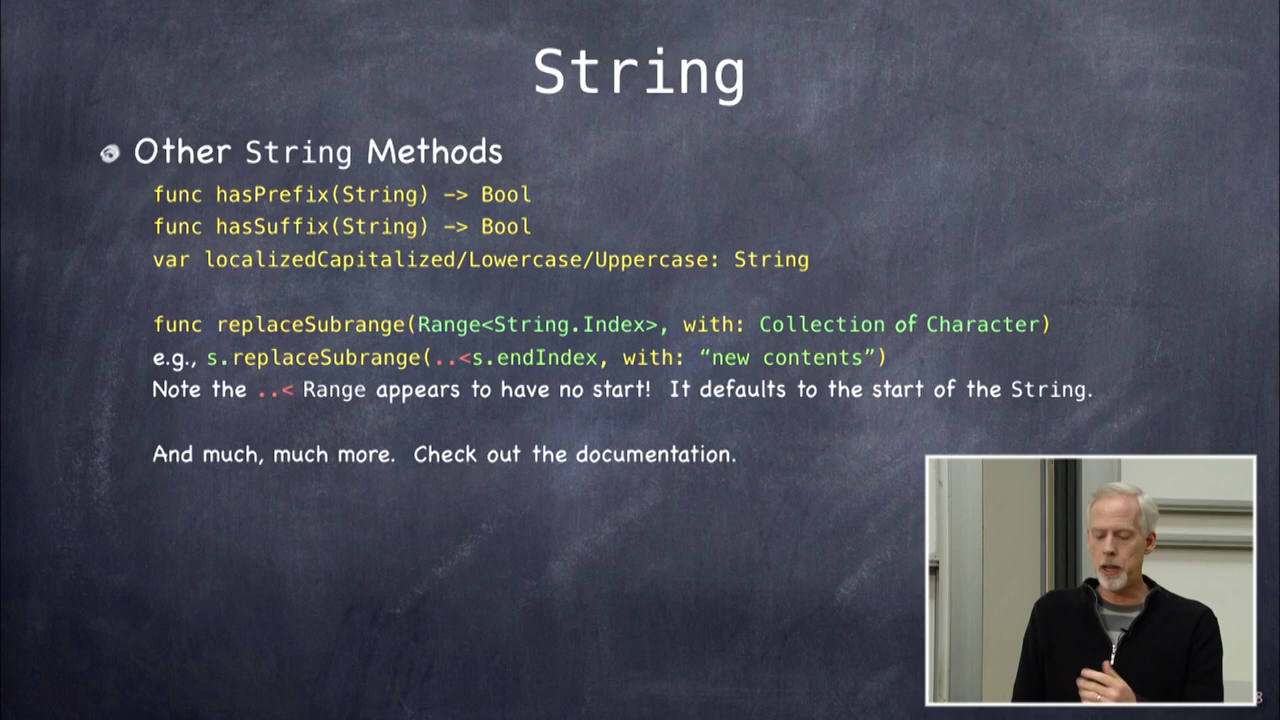 String
Other String Methods
func hasPrefix(String) -> Bool
func hasSuffix(String) -> Bool
var localizedCapitalized/Lowercase/Uppercase: String
func replaceSubrange(Range<String.Index>, with: Collection of Character)
e.g., s.replaceSubrange(..<s.endIndex, with: “new contents”)
Note the ..< Range appears to have no start!  It defaults to the start of the String.
And much, much more.  Check out the documentation.